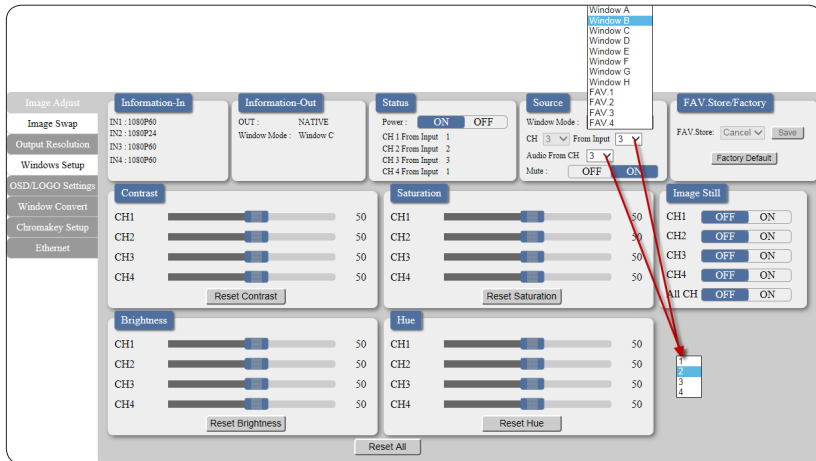 Window A
Window B
Window C
Window D
Window E
Window F
Window G
Window H
FAV.1
FAV.2
FAV.3
FAV.4
Image Adjust
Image Swap
Output Resolution
Windows Setup
OSD/LOGO Settings
Window Convert
Chromakey Setup
Ethernet
Information-In
IN1 : 1080P60
IN2 : 1080P24
IN3 : 1080P60
IN4 : 1080P60
Information-Out
OUT : NATIVE
Window Mode : Window C
Status
Power : ON OFF
CH 1 From Input 1
CH 2 From Input 2
CH 3 From Input 3
CH 4 From Input 1
Source
Window Mode :
CH 3 From Input 3
Audio From CH 3
Mute : OFF ON
FAV.Store/Factory
FAV.Store: Cancel Save
Factory Default
Contrast
CH1 50
CH2 50
CH3 50
CH4 50
Reset Contrast
Saturation
CH1 50
CH2 50
CH3 50
CH4 50
Reset Saturation
Image Still
CH1 OFF ON
CH2 OFF ON
CH3 OFF ON
CH4 OFF ON
All CH OFF ON
Brightness
CH1 50
CH2 50
CH3 50
CH4 50
Reset Brightness
Hue
CH1 50
CH2 50
CH3 50
CH4 50
Reset Hue
1
2
3
4
Reset All